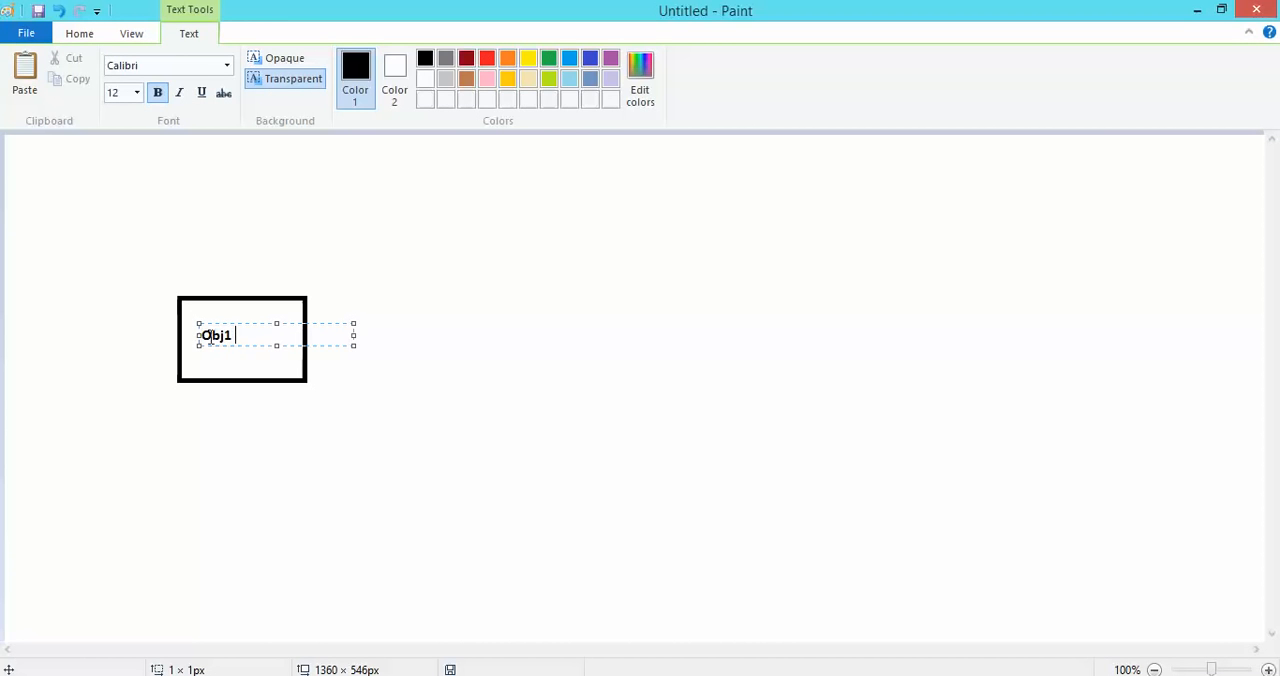 Text Tools
Untitled - Paint
File Home View Text
Paste
Cut
Copy
Clipboard
Calibri
12 B I U abc
Font
Opaque
Transparent
Background
Color 1
Color 2
Edit colors
Colors
Obj1
1 × 1px
1360 × 546px
100%